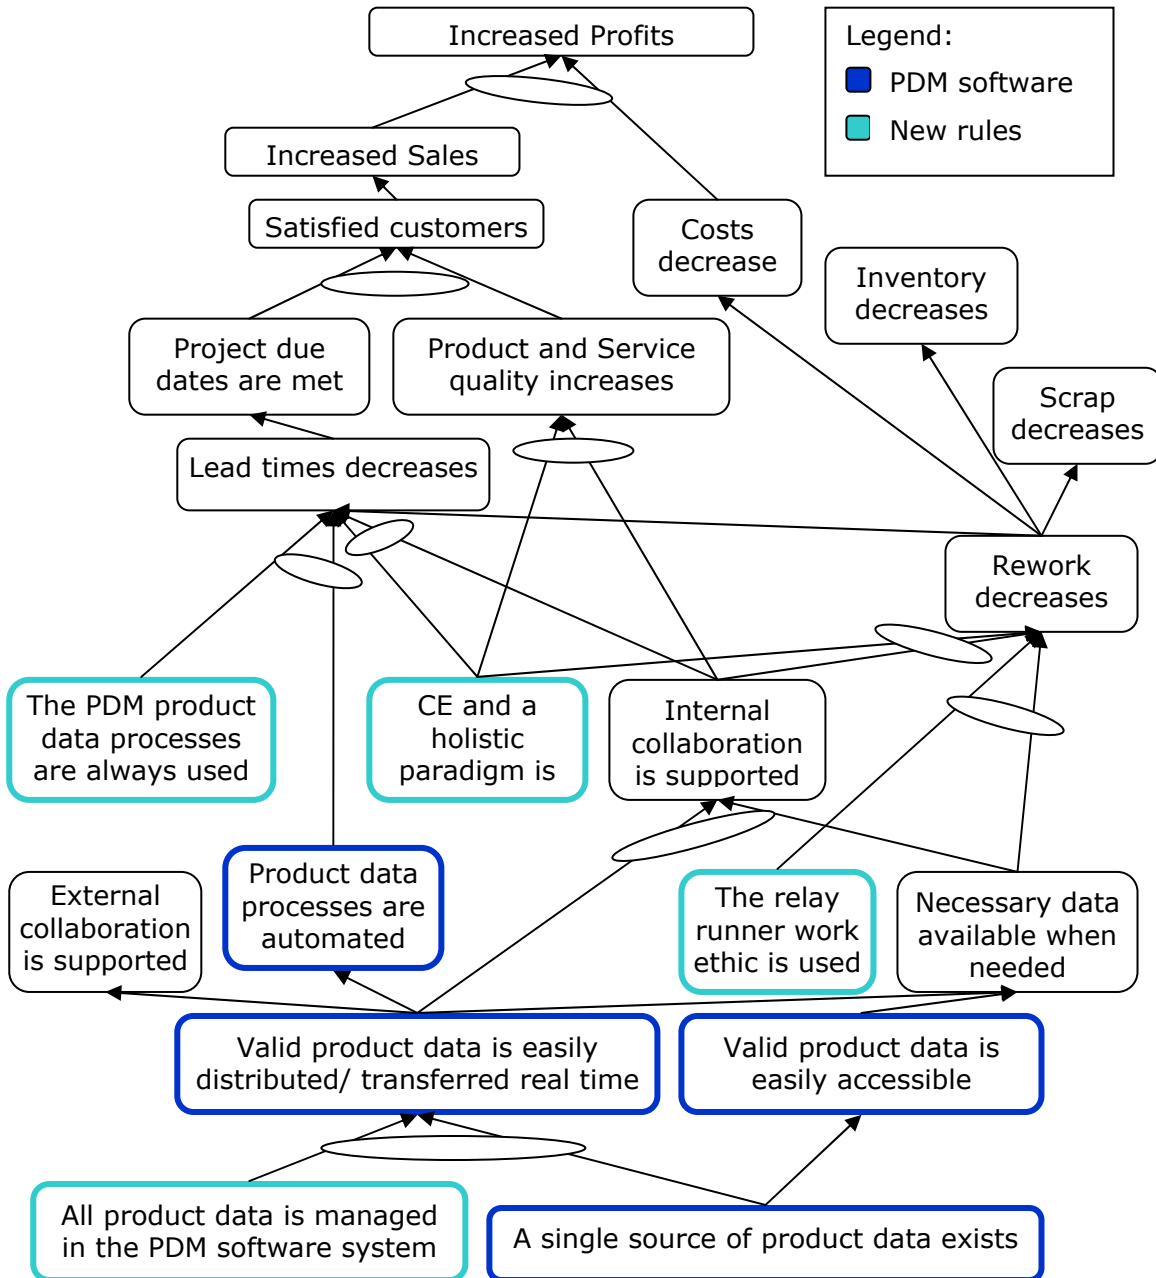 Increased Profits
Legend:
PDM software
New rules
Increased Sales
Satisfied customers
Costs
decrease
Inventory
decreases
Project due
dates are met
Product and Service
quality increases
Scrap
decreases
Lead times decreases
Rework
decreases
The PDM product
data processes
are always used
CE and a
holistic
paradigm is
Internal
collaboration
is supported
External
collaboration
is supported
Product data
processes are
automated
The relay
runner work
ethic is used
Necessary data
available when
needed
Valid product data is easily
distributed/ transferred real time
Valid product data is
easily accessible
All product data is managed
in the PDM software system
A single source of product data exists